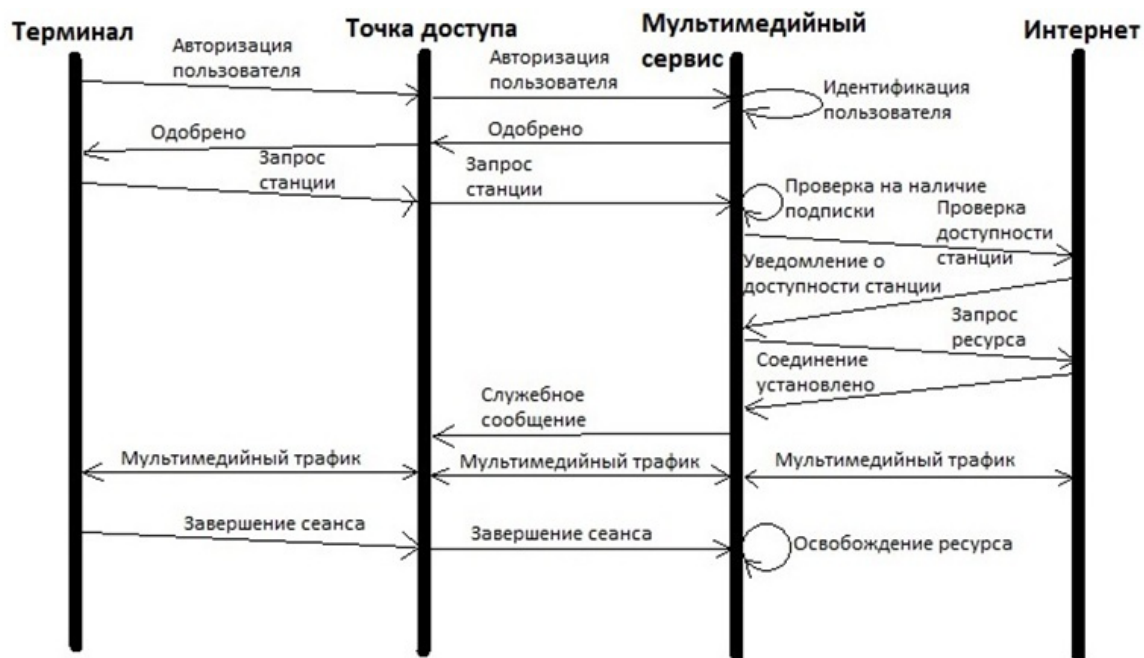 Терминал
Точка доступа
Мультимедийный
сервис
Интернет
Авторизация
пользователя
Авторизация
пользователя
Идентификация
пользователя
Одобрено
Одобрено
Запрос
станции
Запрос
станции
Проверка на наличие
подписки
Проверка
доступности
станции
Уведомление о
доступности станции
Запрос
ресурса
Соединение
установлено
Служебное
сообщение
Мультимедийный трафик
Мультимедийный трафик
Мультимедийный трафик
Завершение сеанса
Завершение сеанса
Освобождение ресурса